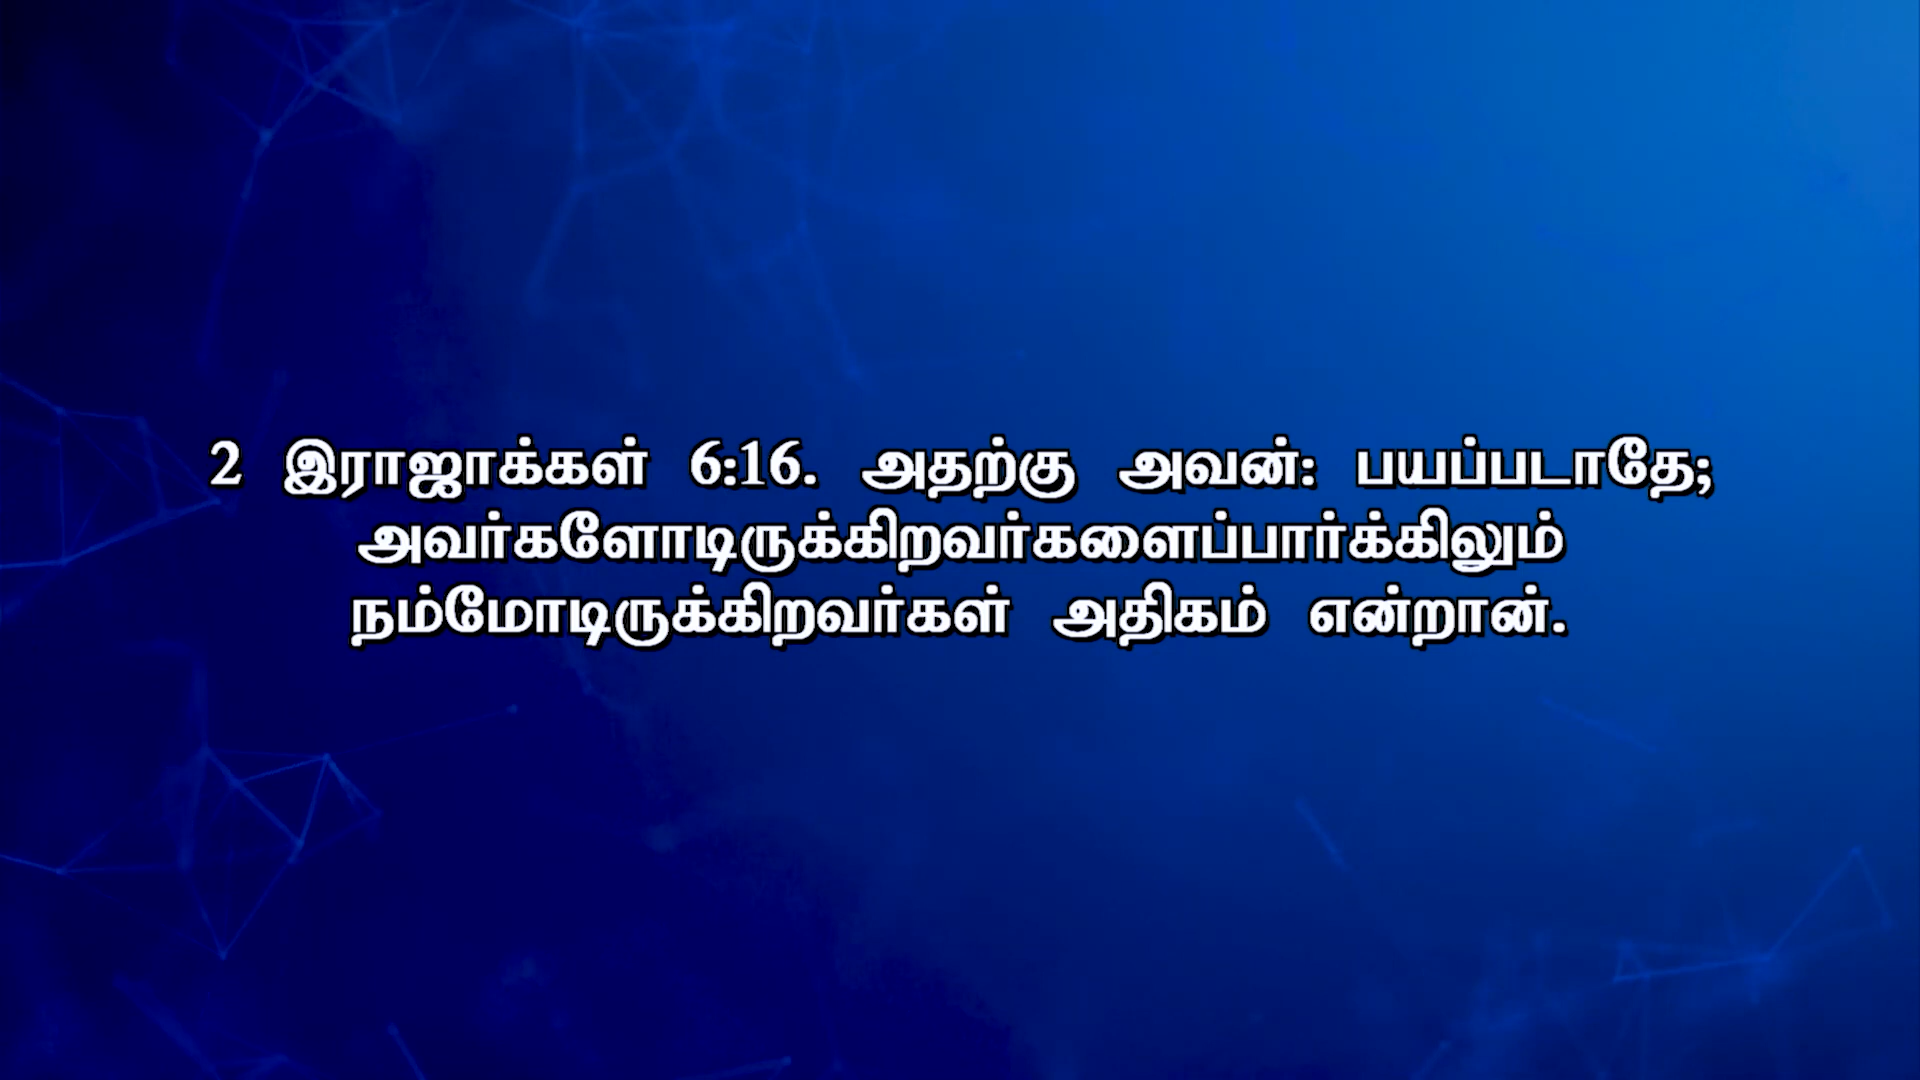 2 இராஜாக்கள் 6:16. அதற்கு அவன்: பயப்படாதே;
அவர்களோடிருக்கிறவர்களைப்பார்க்கிலும்
நம்மோடிருக்கிறவர்கள் அதிகம் என்றான்.